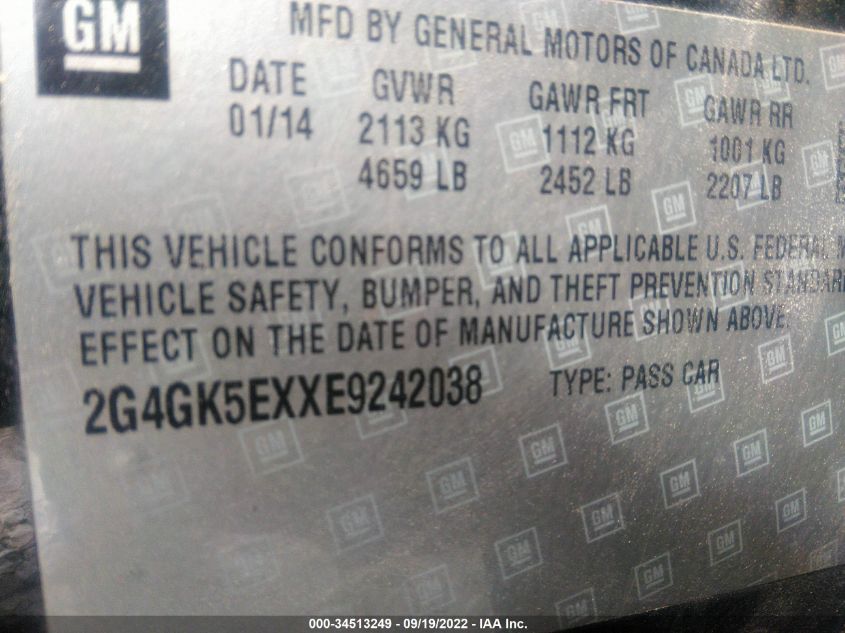 GM
MFD BY GENERAL MOTORS OF CANADA LTD.
DATE GVWR GAWR FRT GAWR RR
01/14 2113 KG 1112 KG 1001 KG
4659 LB 2452 LB 2207 LB
THIS VEHICLE CONFORMS TO ALL APPLICABLE U.S. FEDERAL M
VEHICLE SAFETY, BUMPER, AND THEFT PREVENTION STANDAR
EFFECT ON THE DATE OF MANUFACTURE SHOWN ABOVE.
2G4GK5EXXE9242038 TYPE: PASS CAR
000-34513249 - 09/19/2022 - IAA Inc.